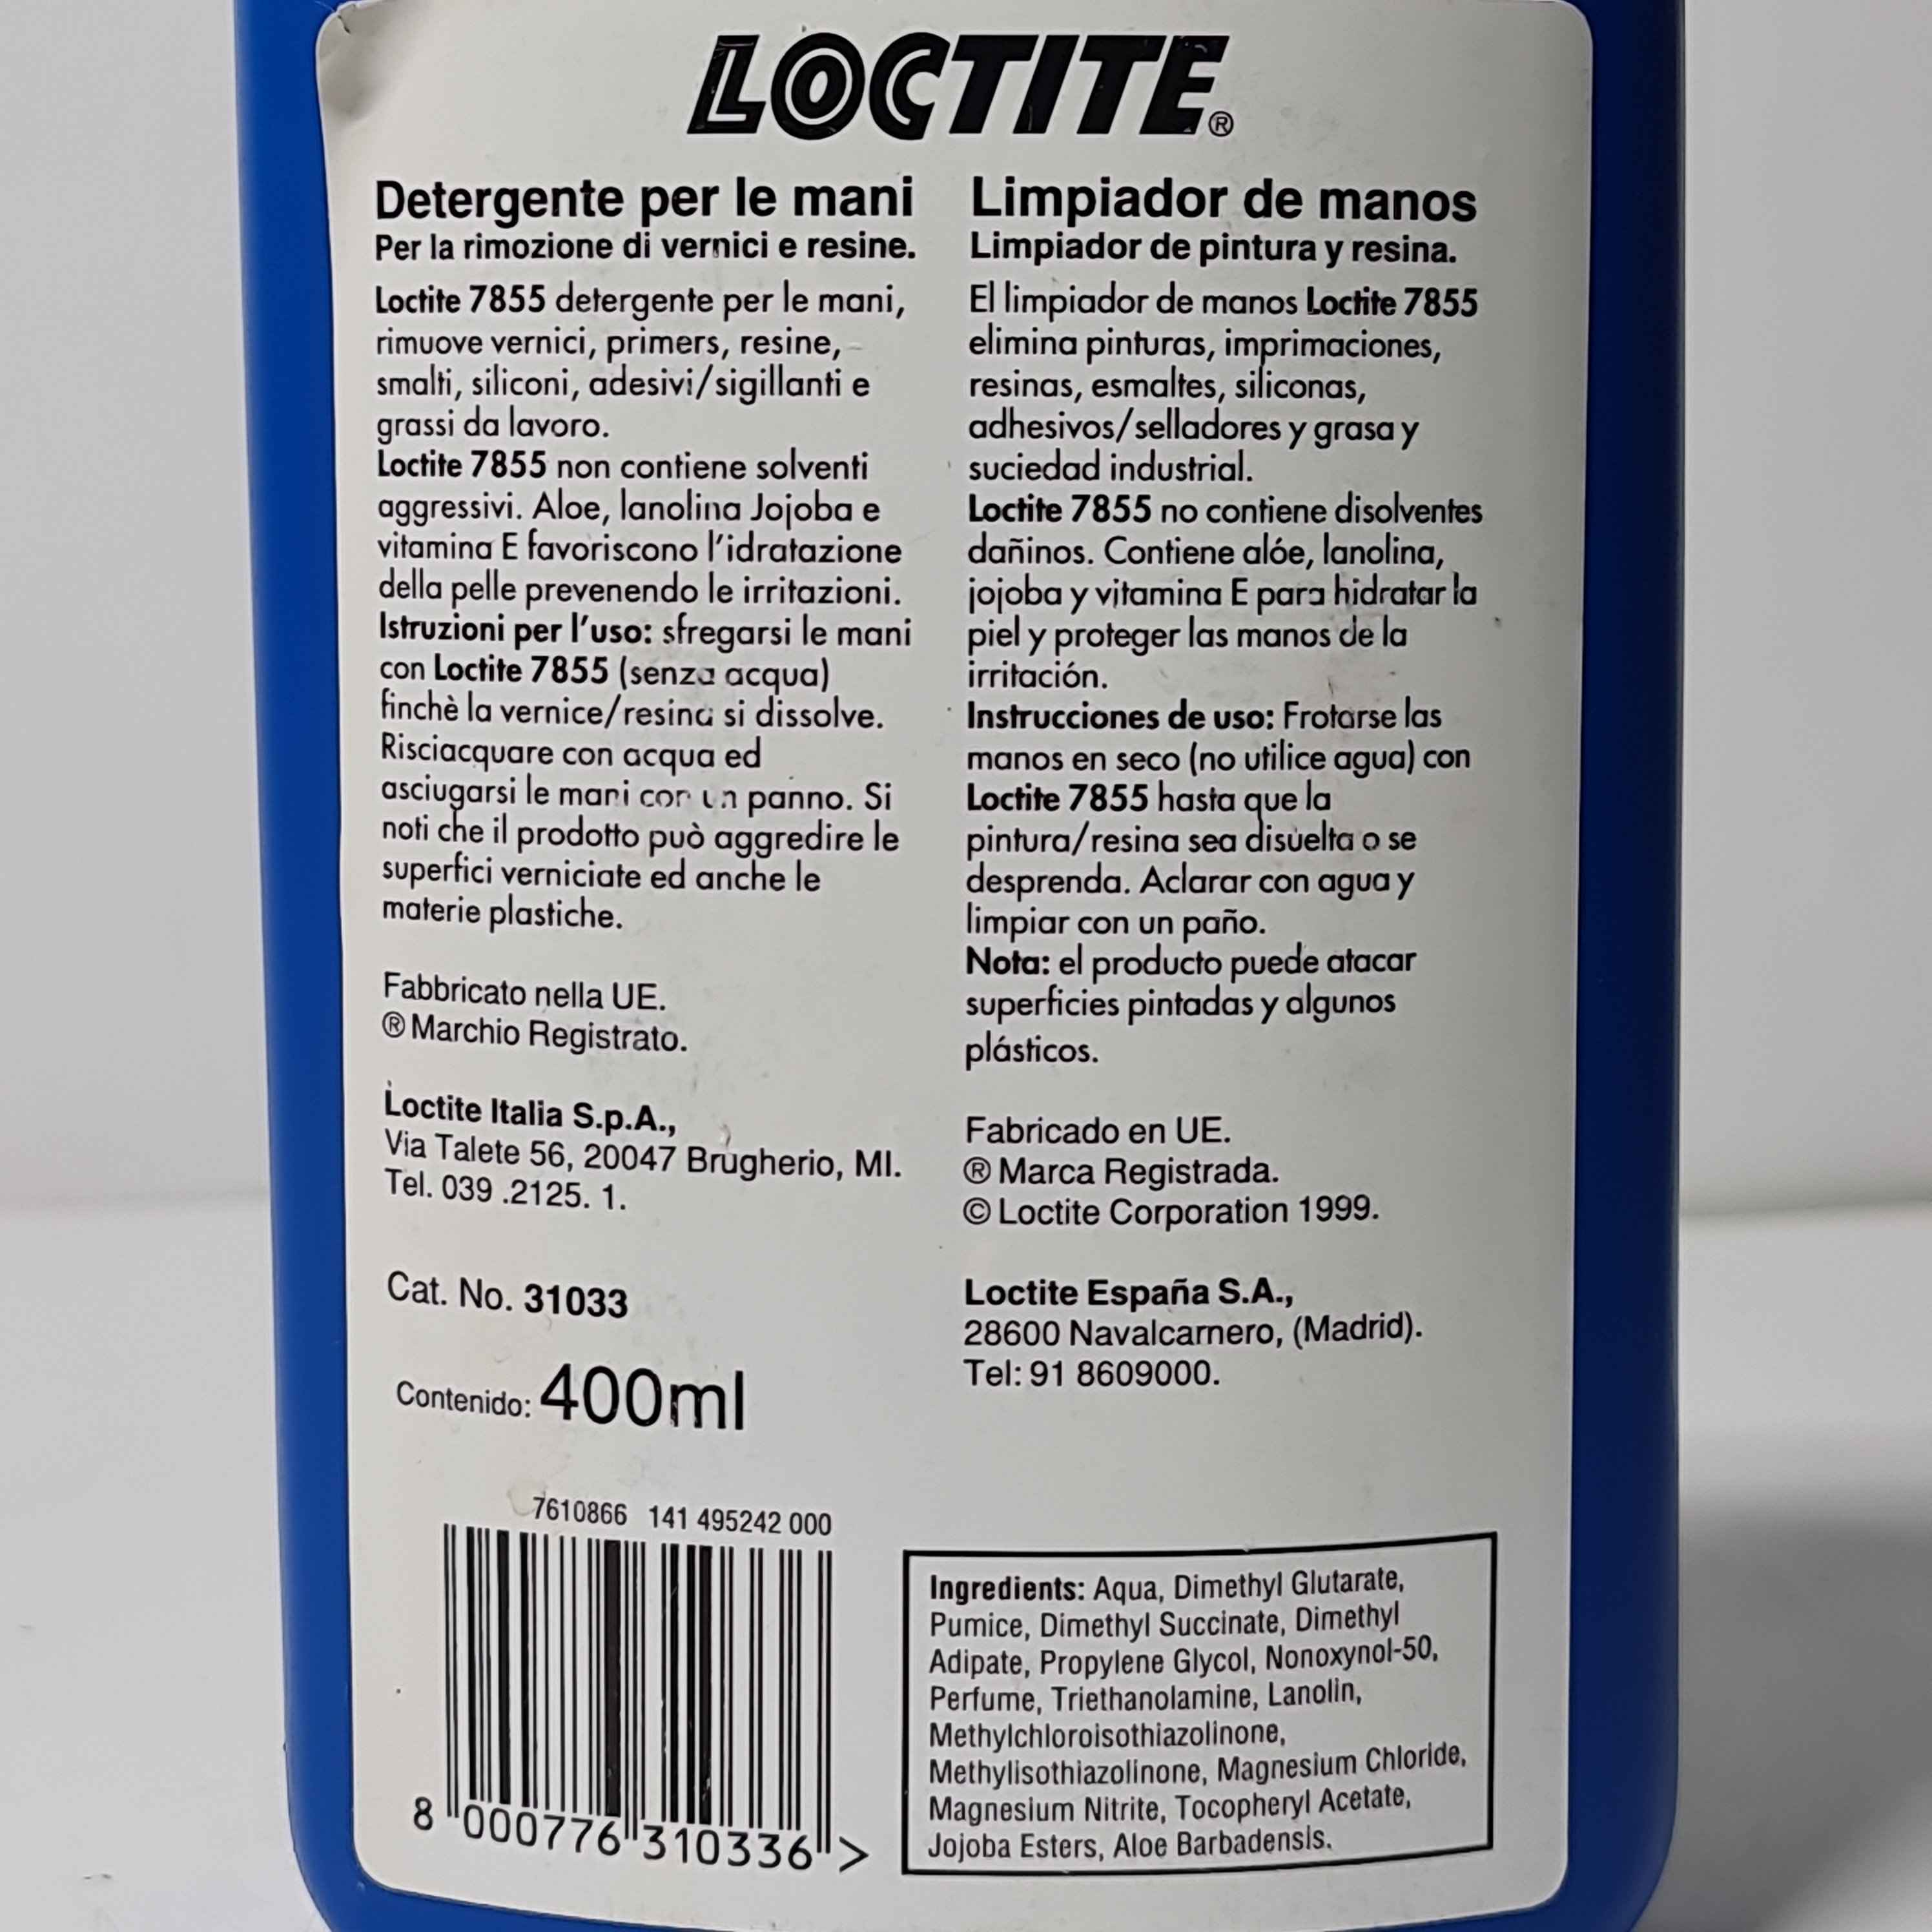 LOCTITE®
Detergente per le mani
Per la rimozione di vernici e resine.
Loctite 7855 detergente per le mani,
rimuove vernici, primers, resine,
smalti, siliconi, adesivi/sigillanti e
grassi da lavoro.
Loctite 7855 non contiene solventi
aggressivi. Aloe, lanolina Jojoba e
vitamina E favoriscono l'idratazione
della pelle prevenendo le irritazioni.
Istruzioni per l'uso: sfregarsi le mani
con Loctite 7855 (senza acqua)
finchè la vernice/resina si dissolve.
Risciacquare con acqua ed
asciugarsi le mani con un panno. Si
noti che il prodotto può aggredire le
superfici verniciate ed anche le
materie plastiche.
Fabbricato nella UE.
® Marchio Registrato.
Loctite Italia S.p.A.,
Via Talete 56, 20047 Brugherio, MI.
Tel. 039 .2125. 1.
Cat. No. 31033
Contenido: 400ml
Limpiador de manos
Limpiador de pintura y resina.
El limpiador de manos Loctite 7855
elimina pinturas, imprimaciones,
resinas, esmaltes, siliconas,
adhesivos/selladores y grasa y
suciedad industrial.
Loctite 7855 no contiene disolventes
dañinos. Contiene alóe, lanolina,
jojoba y vitamina E para hidratar la
piel y proteger las manos de la
irritación.
Instrucciones de uso: Frotarse las
manos en seco (no utilice agua) con
Loctite 7855 hasta que la
pintura/resina sea disuelta o se
desprenda. Aclarar con agua y
limpiar con un paño.
Nota: el producto puede atacar
superficies pintadas y algunos
plásticos.
Fabricado en UE.
® Marca Registrada.
© Loctite Corporation 1999.
Loctite España S.A.,
28600 Navalcarnero, (Madrid).
Tel: 91 8609000.
7610866 141 495242 000
8 000776 310336 >
Ingredients: Aqua, Dimethyl Glutarate,
Pumice, Dimethyl Succinate, Dimethyl
Adipate, Propylene Glycol, Nonoxynol-50,
Perfume, Triethanolamine, Lanolin,
Methylchloroisothiazolinone,
Methylisothiazolinone, Magnesium Chloride,
Magnesium Nitrite, Tocopheryl Acetate,
Jojoba Esters, Aloe Barbadensis.